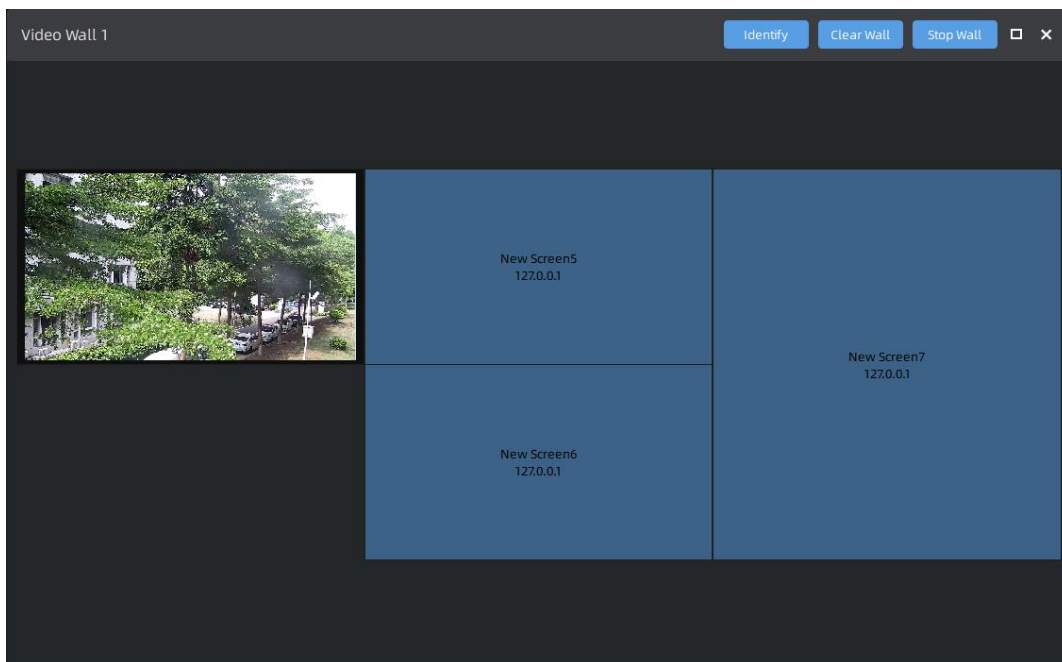 Video Wall 1
Identify
Clear Wall
Stop Wall
New Screen5
127.0.0.1
New Screen7
127.0.0.1
New Screen6
127.0.0.1